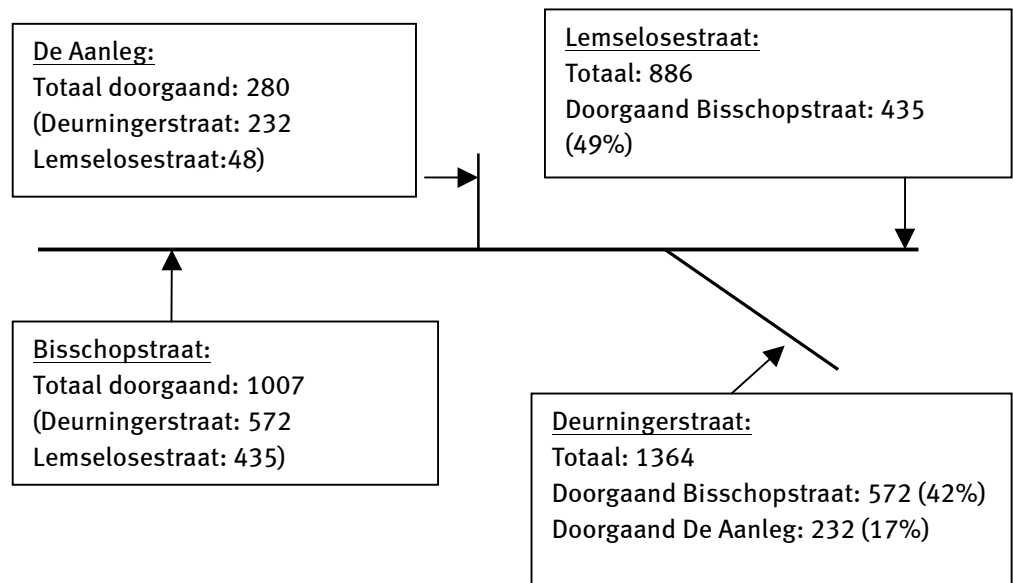 De Aanleg:
Totaal doorgaand: 280
(Deurningerstraat: 232
Lemselosestraat:48)
Lemselosestraat:
Totaal: 886
Doorgaand Bisschopstraat: 435
(49%)
Bisschopstraat:
Totaal doorgaand: 1007
(Deurningerstraat: 572
Lemselosestraat: 435)
Deurningerstraat:
Totaal: 1364
Doorgaand Bisschopstraat: 572 (42%)
Doorgaand De Aanleg: 232 (17%)